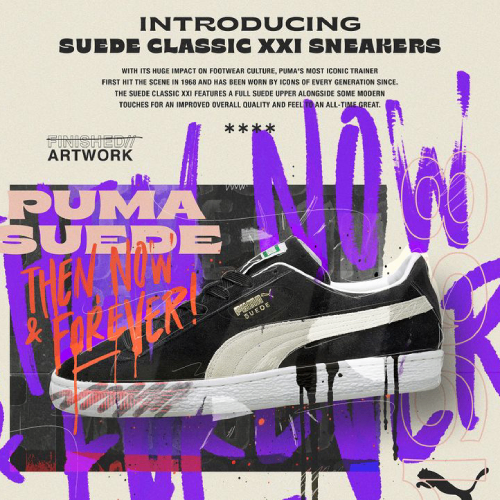 INTRODUCING
SUEDE CLASSIC XXI SNEAKERS
WITH ITS HUGE IMPACT ON FOOTWEAR CULTURE, PUMA'S MOST ICONIC TRAINER
FIRST HIT THE SCENE IN 1968 AND HAS BEEN WORN BY ICONS OF EVERY GENERATION SINCE.
THE SUEDE CLASSIC XXI FEATURES A FULL SUEDE UPPER ALONGSIDE SOME MODERN
TOUCHES FOR AN IMPROVED OVERALL QUALITY AND FEEL TO AN ALL-TIME GREAT.
****
FINISHED//
ARTWORK
NOW
PUMA
SUEDE
THEN NOW
& FOREVER!
PUMA
SUEDE
1968